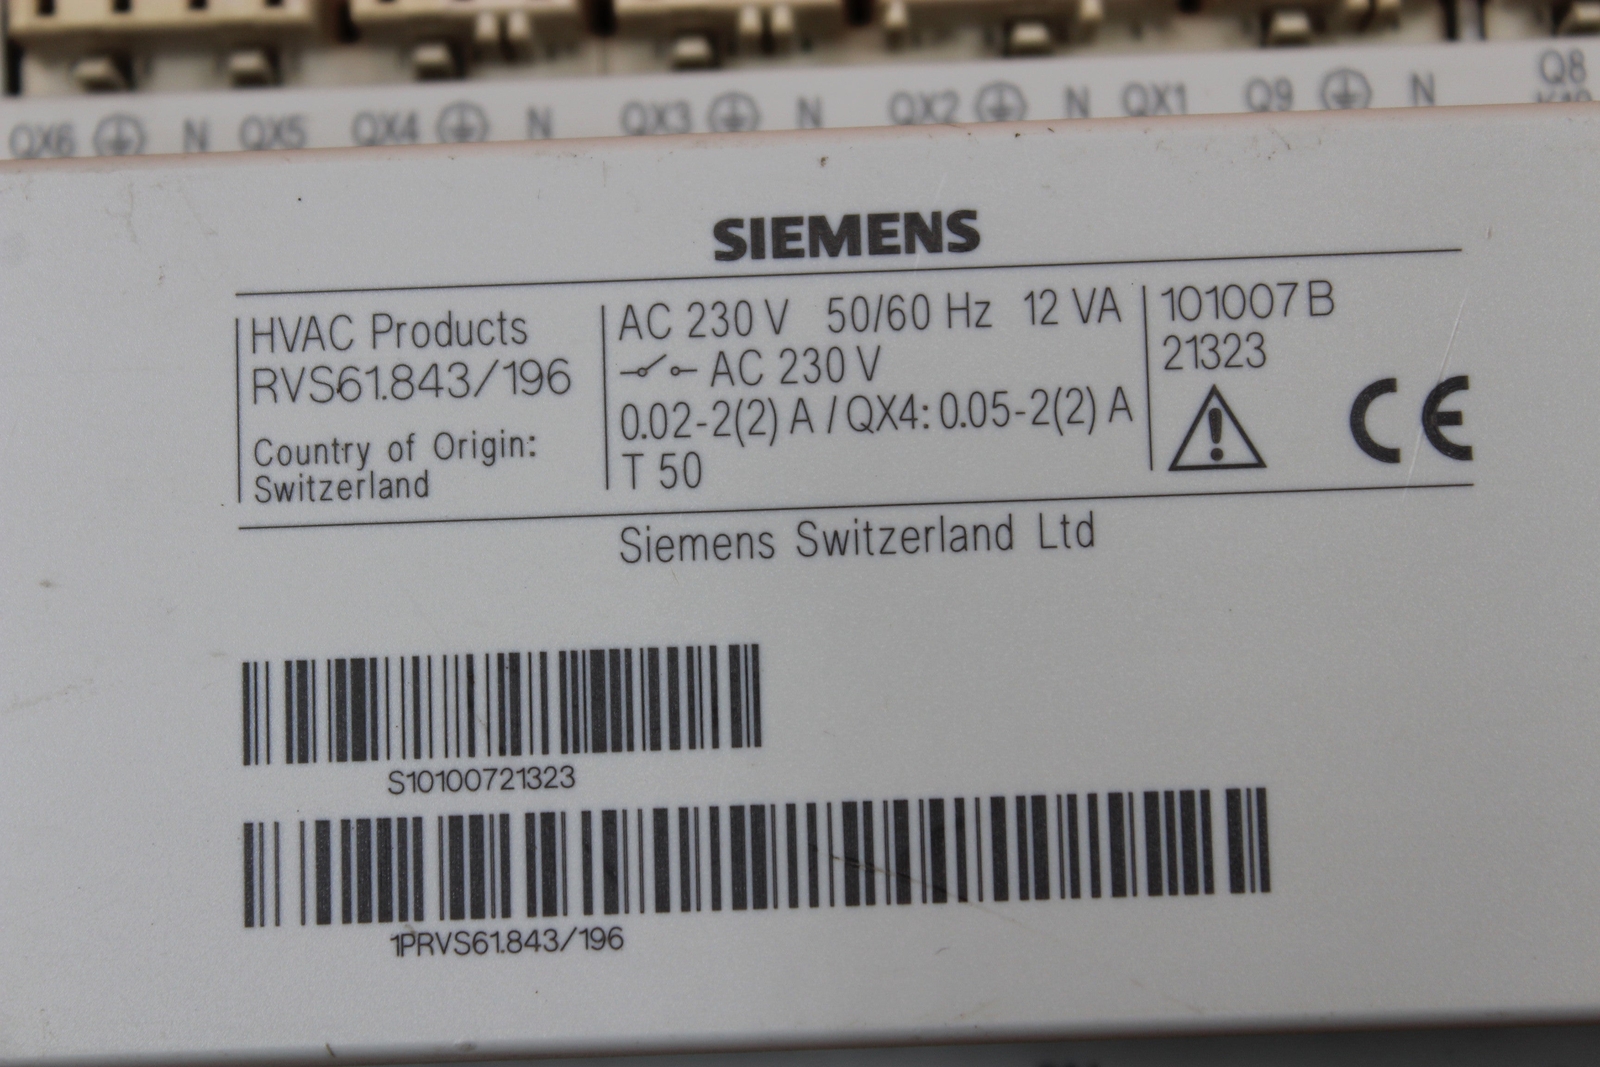 QX6 N QX5 QX4 N QX3 N QX2 N QX1 Q9 N Q8
SIEMENS
HVAC Products
RVS61.843/196
Country of Origin:
Switzerland
AC 230 V 50/60 Hz 12 VA
AC 230 V
0.02-2(2) A / QX4: 0.05-2(2) A
T 50
101007 B
21323
CE
Siemens Switzerland Ltd
S10100721323
1PRVS61.843/196